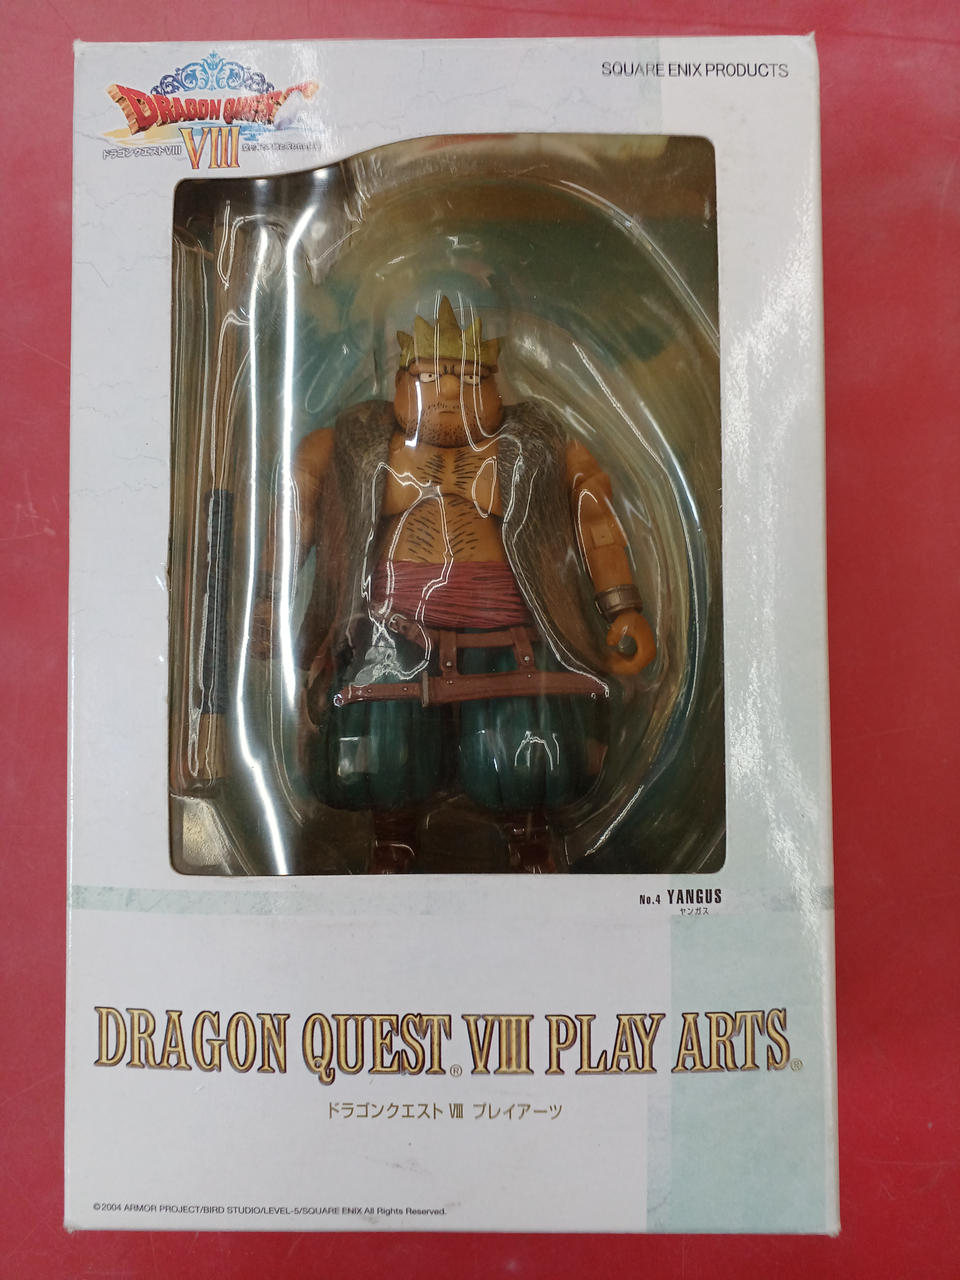 SQUARE ENIX PRODUCTS
DRAGON QUEST
ドラゴンクエストVIII
VIII
No.4 YANGUS
ヤンガス
DRAGON QUEST® VIII PLAY ARTS®
ドラゴンクエスト VIII プレイアーツ
©2004 ARMOR PROJECT/BIRD STUDIO/LEVEL-5/SQUARE ENIX All Rights Reserved.